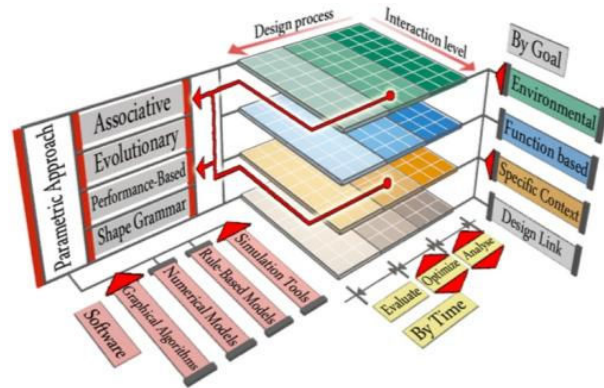 Design process
Interaction level
By Goal
Environmental
Function based
Specific Context
Design Link
Parametric Approach
Associative
Evolutionary
Performance-Based
Shape Grammar
Software
Graphical Algorithms
Numerical Models
Rule-Based Models
Simulation Tools
Evaluate
Optimize
Analyse
By Time